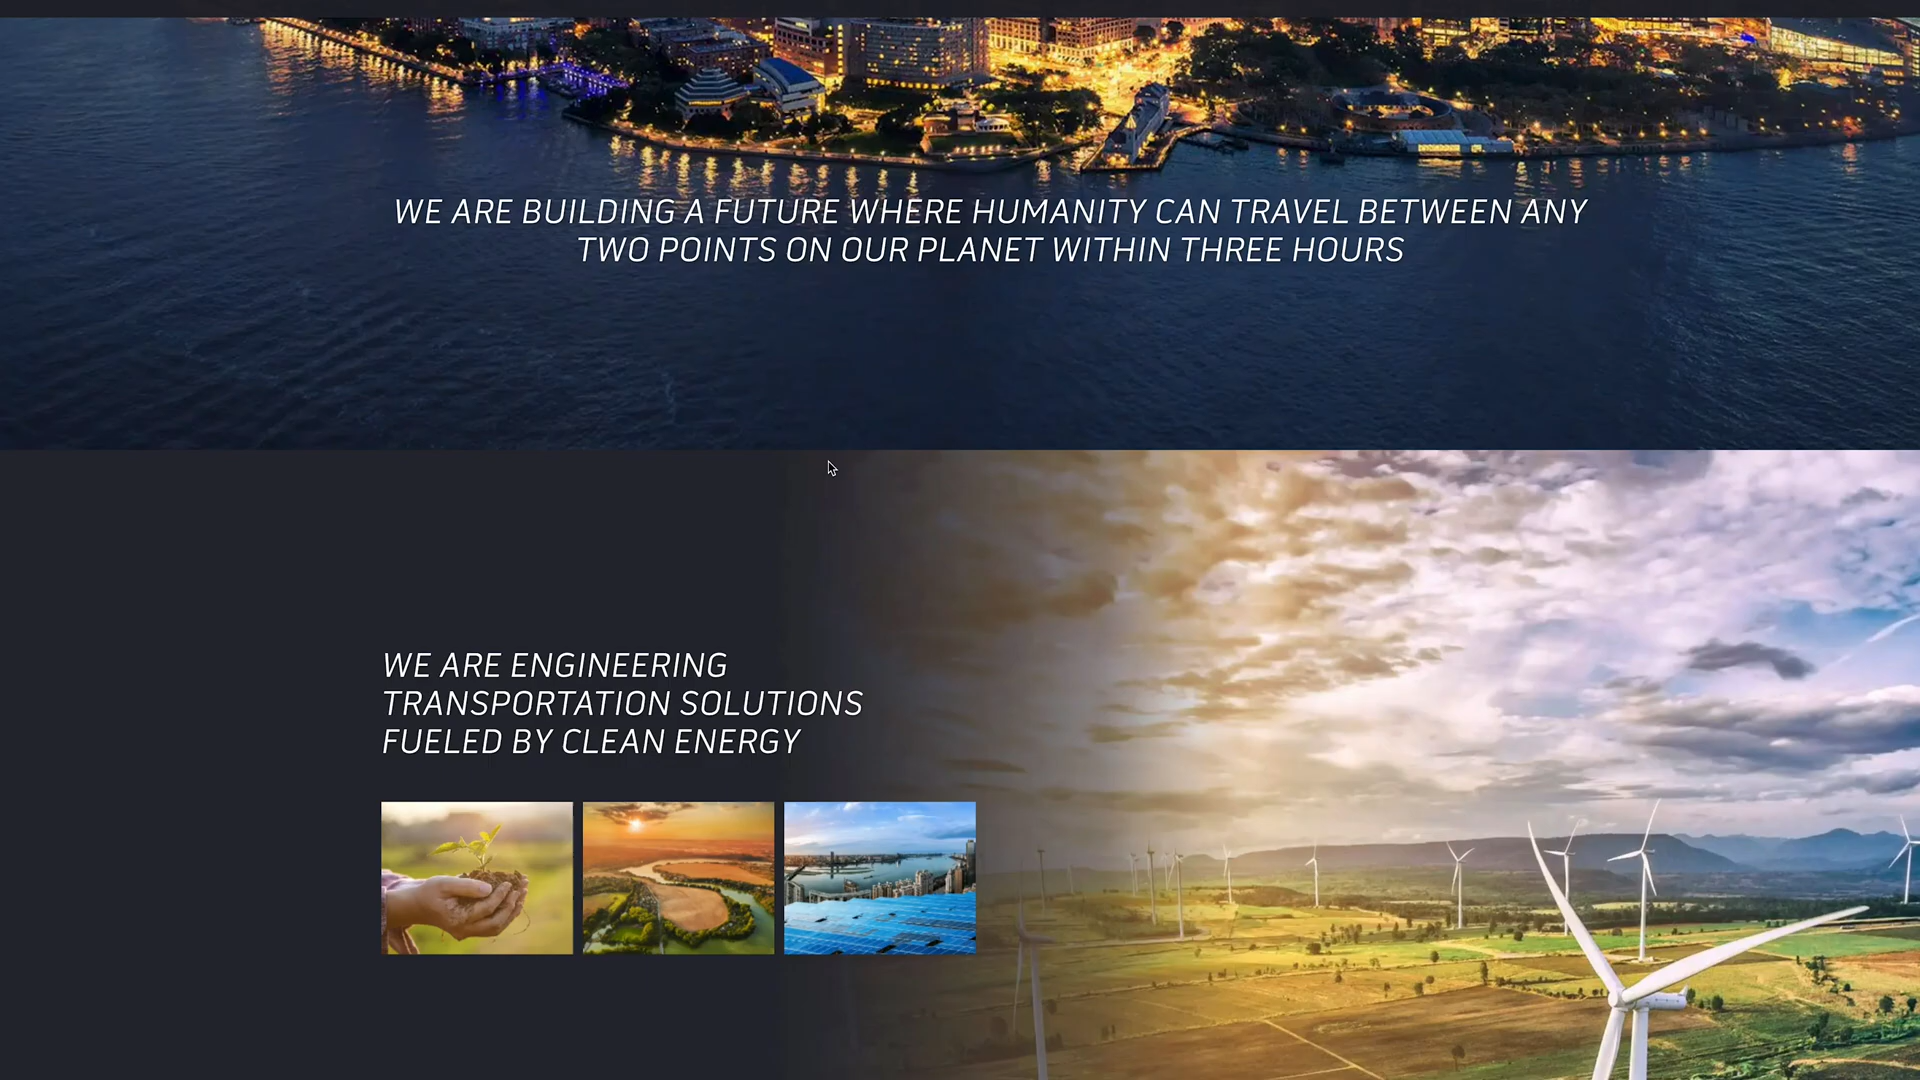 WE ARE BUILDING A FUTURE WHERE HUMANITY CAN TRAVEL BETWEEN ANY
TWO POINTS ON OUR PLANET WITHIN THREE HOURS
WE ARE ENGINEERING
TRANSPORTATION SOLUTIONS
FUELED BY CLEAN ENERGY